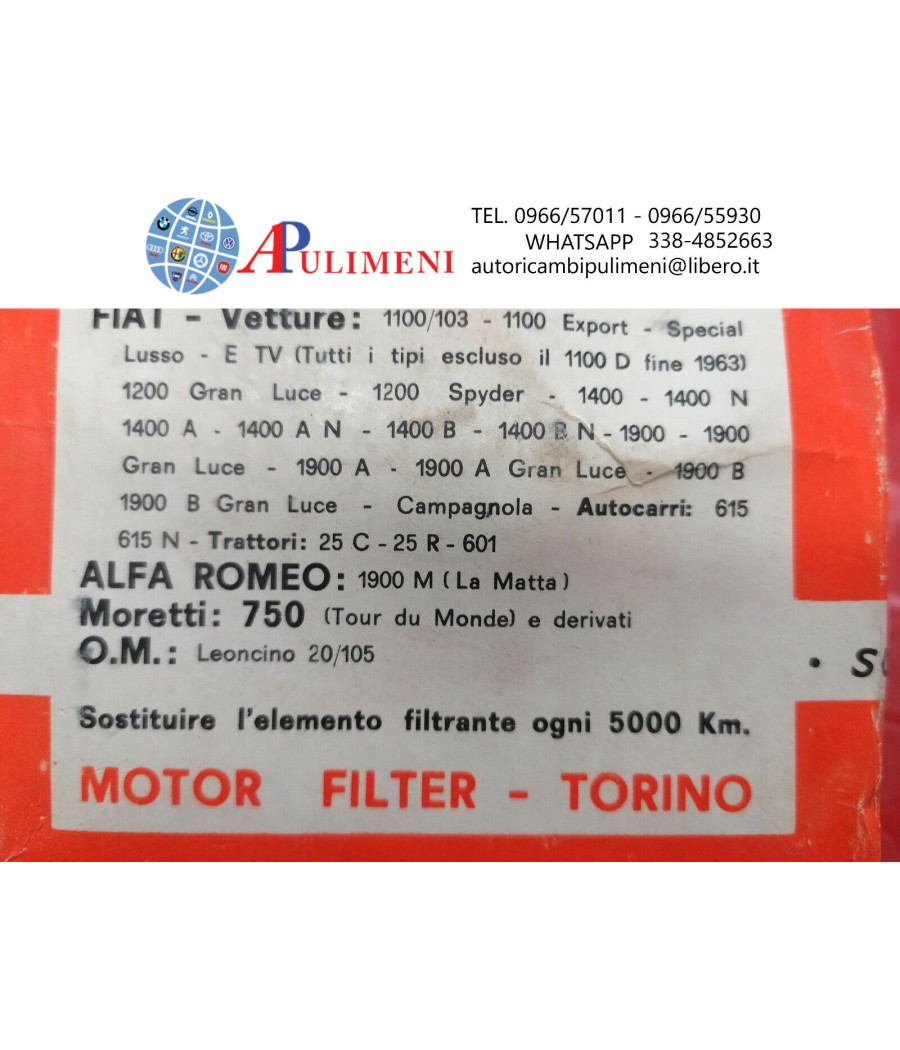 TEL. 0966/57011 - 0966/55930
WHATSAPP 338-4852663
APULIMENI
autoricambipulimeni@libero.it
FIAT - Vetture: 1100/103 - 1100 Export - Special
Lusso - E TV (Tutti i tipi escluso il 1100 D fine 1963)
1200 Gran Luce - 1200 Spyder - 1400 - 1400 N
1400 A - 1400 A N - 1400 B - 1400 B N - 1900 - 1900
Gran Luce - 1900 A - 1900 A Gran Luce - 1900 B
1900 B Gran Luce - Campagnola - Autocarri: 615
615 N - Trattori: 25 C - 25 R - 601
ALFA ROMEO: 1900 M (La Matta)
Moretti: 750 (Tour du Monde) e derivati
O.M.: Leoncino 20/105
Sostituire l'elemento filtrante ogni 5000 Km.
MOTOR FILTER - TORINO